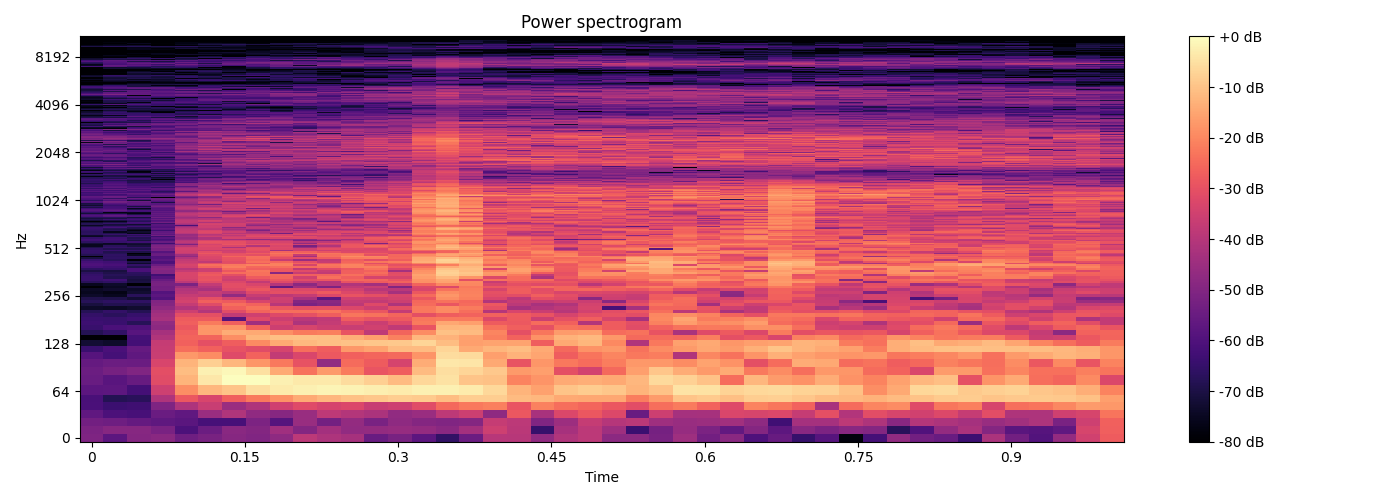 Power spectrogram
Hz
8192
4096
2048
1024
512
256
128
64
0
0 0.15 0.3 0.45 0.6 0.75 0.9
Time
+0 dB
-10 dB
-20 dB
-30 dB
-40 dB
-50 dB
-60 dB
-70 dB
-80 dB